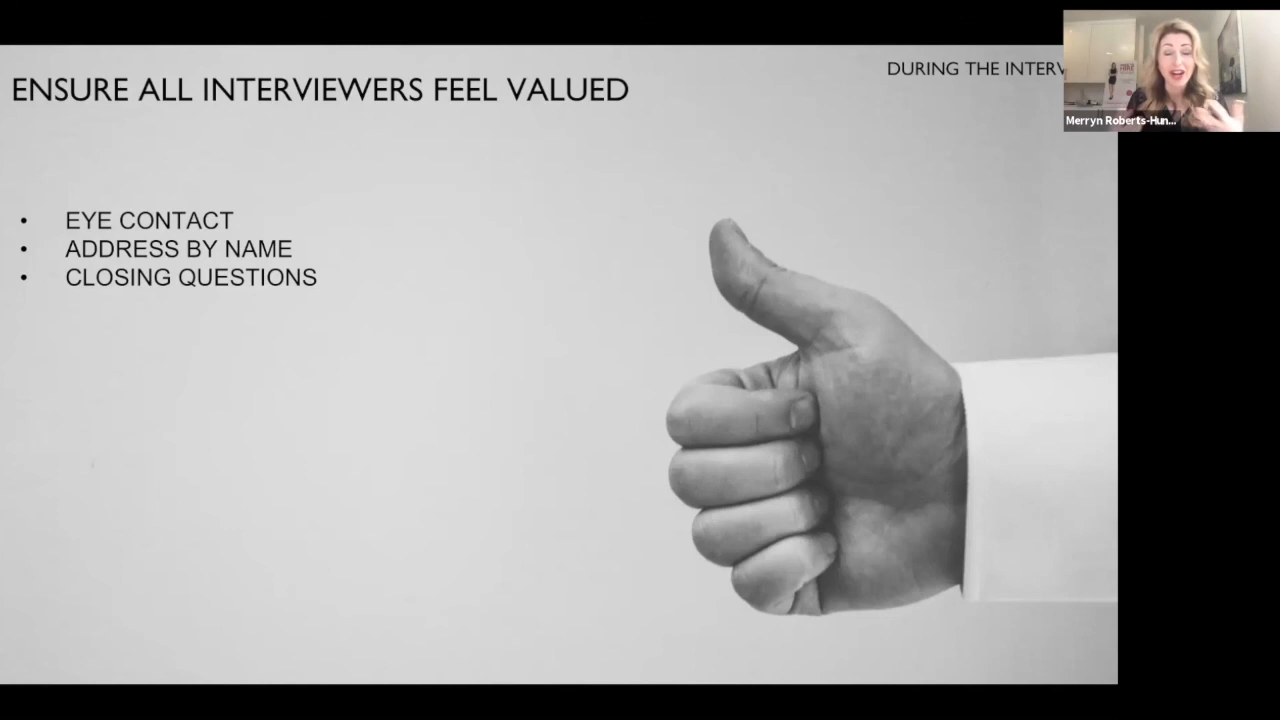 DURING THE INTERV
ENSURE ALL INTERVIEWERS FEEL VALUED
• EYE CONTACT
• ADDRESS BY NAME
• CLOSING QUESTIONS
Merryn Roberts-Hun...